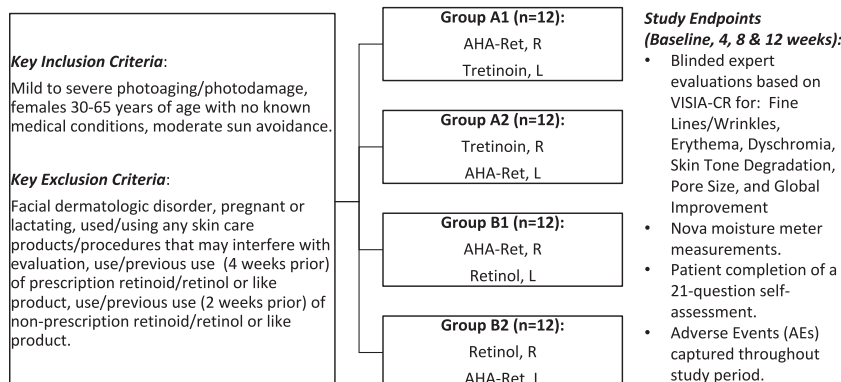 Key Inclusion Criteria:
Mild to severe photoaging/photodamage,
females 30-65 years of age with no known
medical conditions, moderate sun avoidance.
Key Exclusion Criteria:
Facial dermatologic disorder, pregnant or
lactating, used/using any skin care
products/procedures that may interfere with
evaluation, use/previous use (4 weeks prior)
of prescription retinoid/retinol or like
product, use/previous use (2 weeks prior) of
non-prescription retinoid/retinol or like
product.
Group A1 (n=12):
AHA-Ret, R
Tretinoin, L
Group A2 (n=12):
Tretinoin, R
AHA-Ret, L
Group B1 (n=12):
AHA-Ret, R
Retinol, L
Group B2 (n=12):
Retinol, R
AHA-Ret, L
Study Endpoints
(Baseline, 4, 8 & 12 weeks):
• Blinded expert
evaluations based on
VISIA-CR for: Fine
Lines/Wrinkles,
Erythema, Dyschromia,
Skin Tone Degradation,
Pore Size, and Global
Improvement
• Nova moisture meter
measurements.
• Patient completion of a
21-question self-
assessment.
• Adverse Events (AEs)
captured throughout
study period.